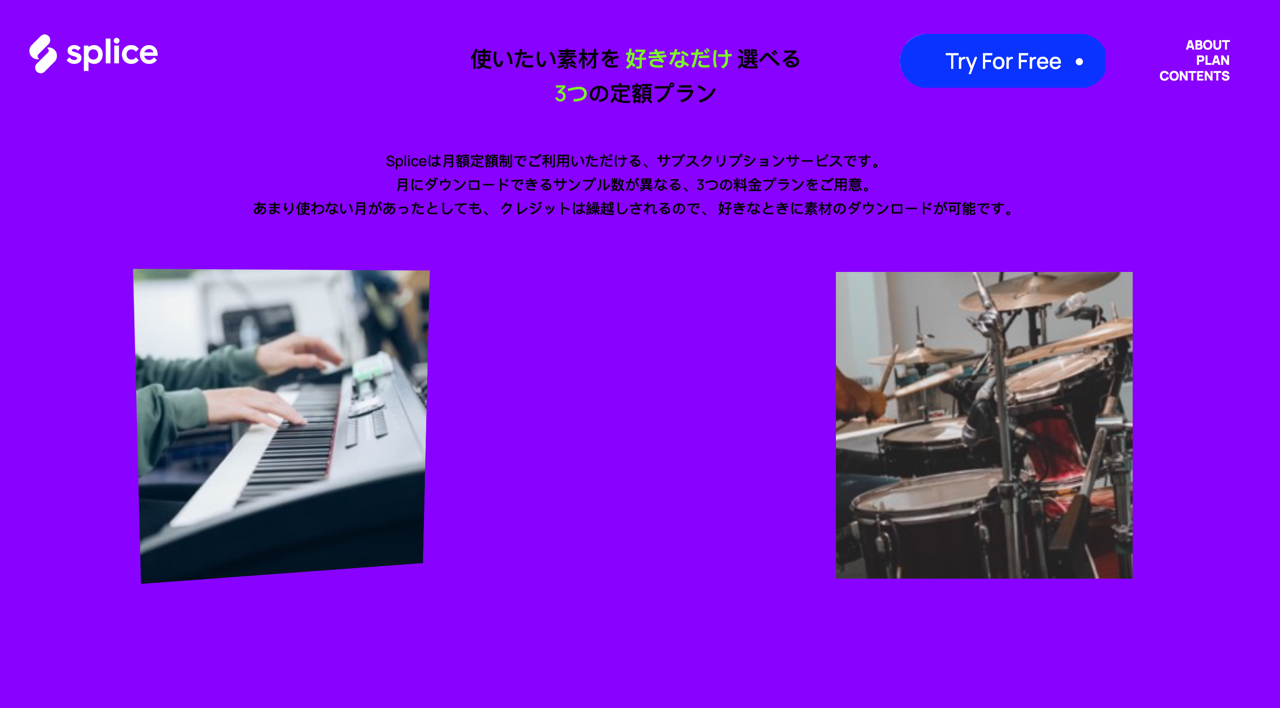 splice
使いたい素材を 好きなだけ 選べる
3つの定額プラン
Try For Free
ABOUT
PLAN
CONTENTS
Spliceは月額定額制でご利用いただける、サブスクリプションサービスです。
月にダウンロードできるサンプル数が異なる、3つの料金プランをご用意。
あまり使わない月があったとしても、クレジットは繰越しされるので、好きなときに素材のダウンロードが可能です。